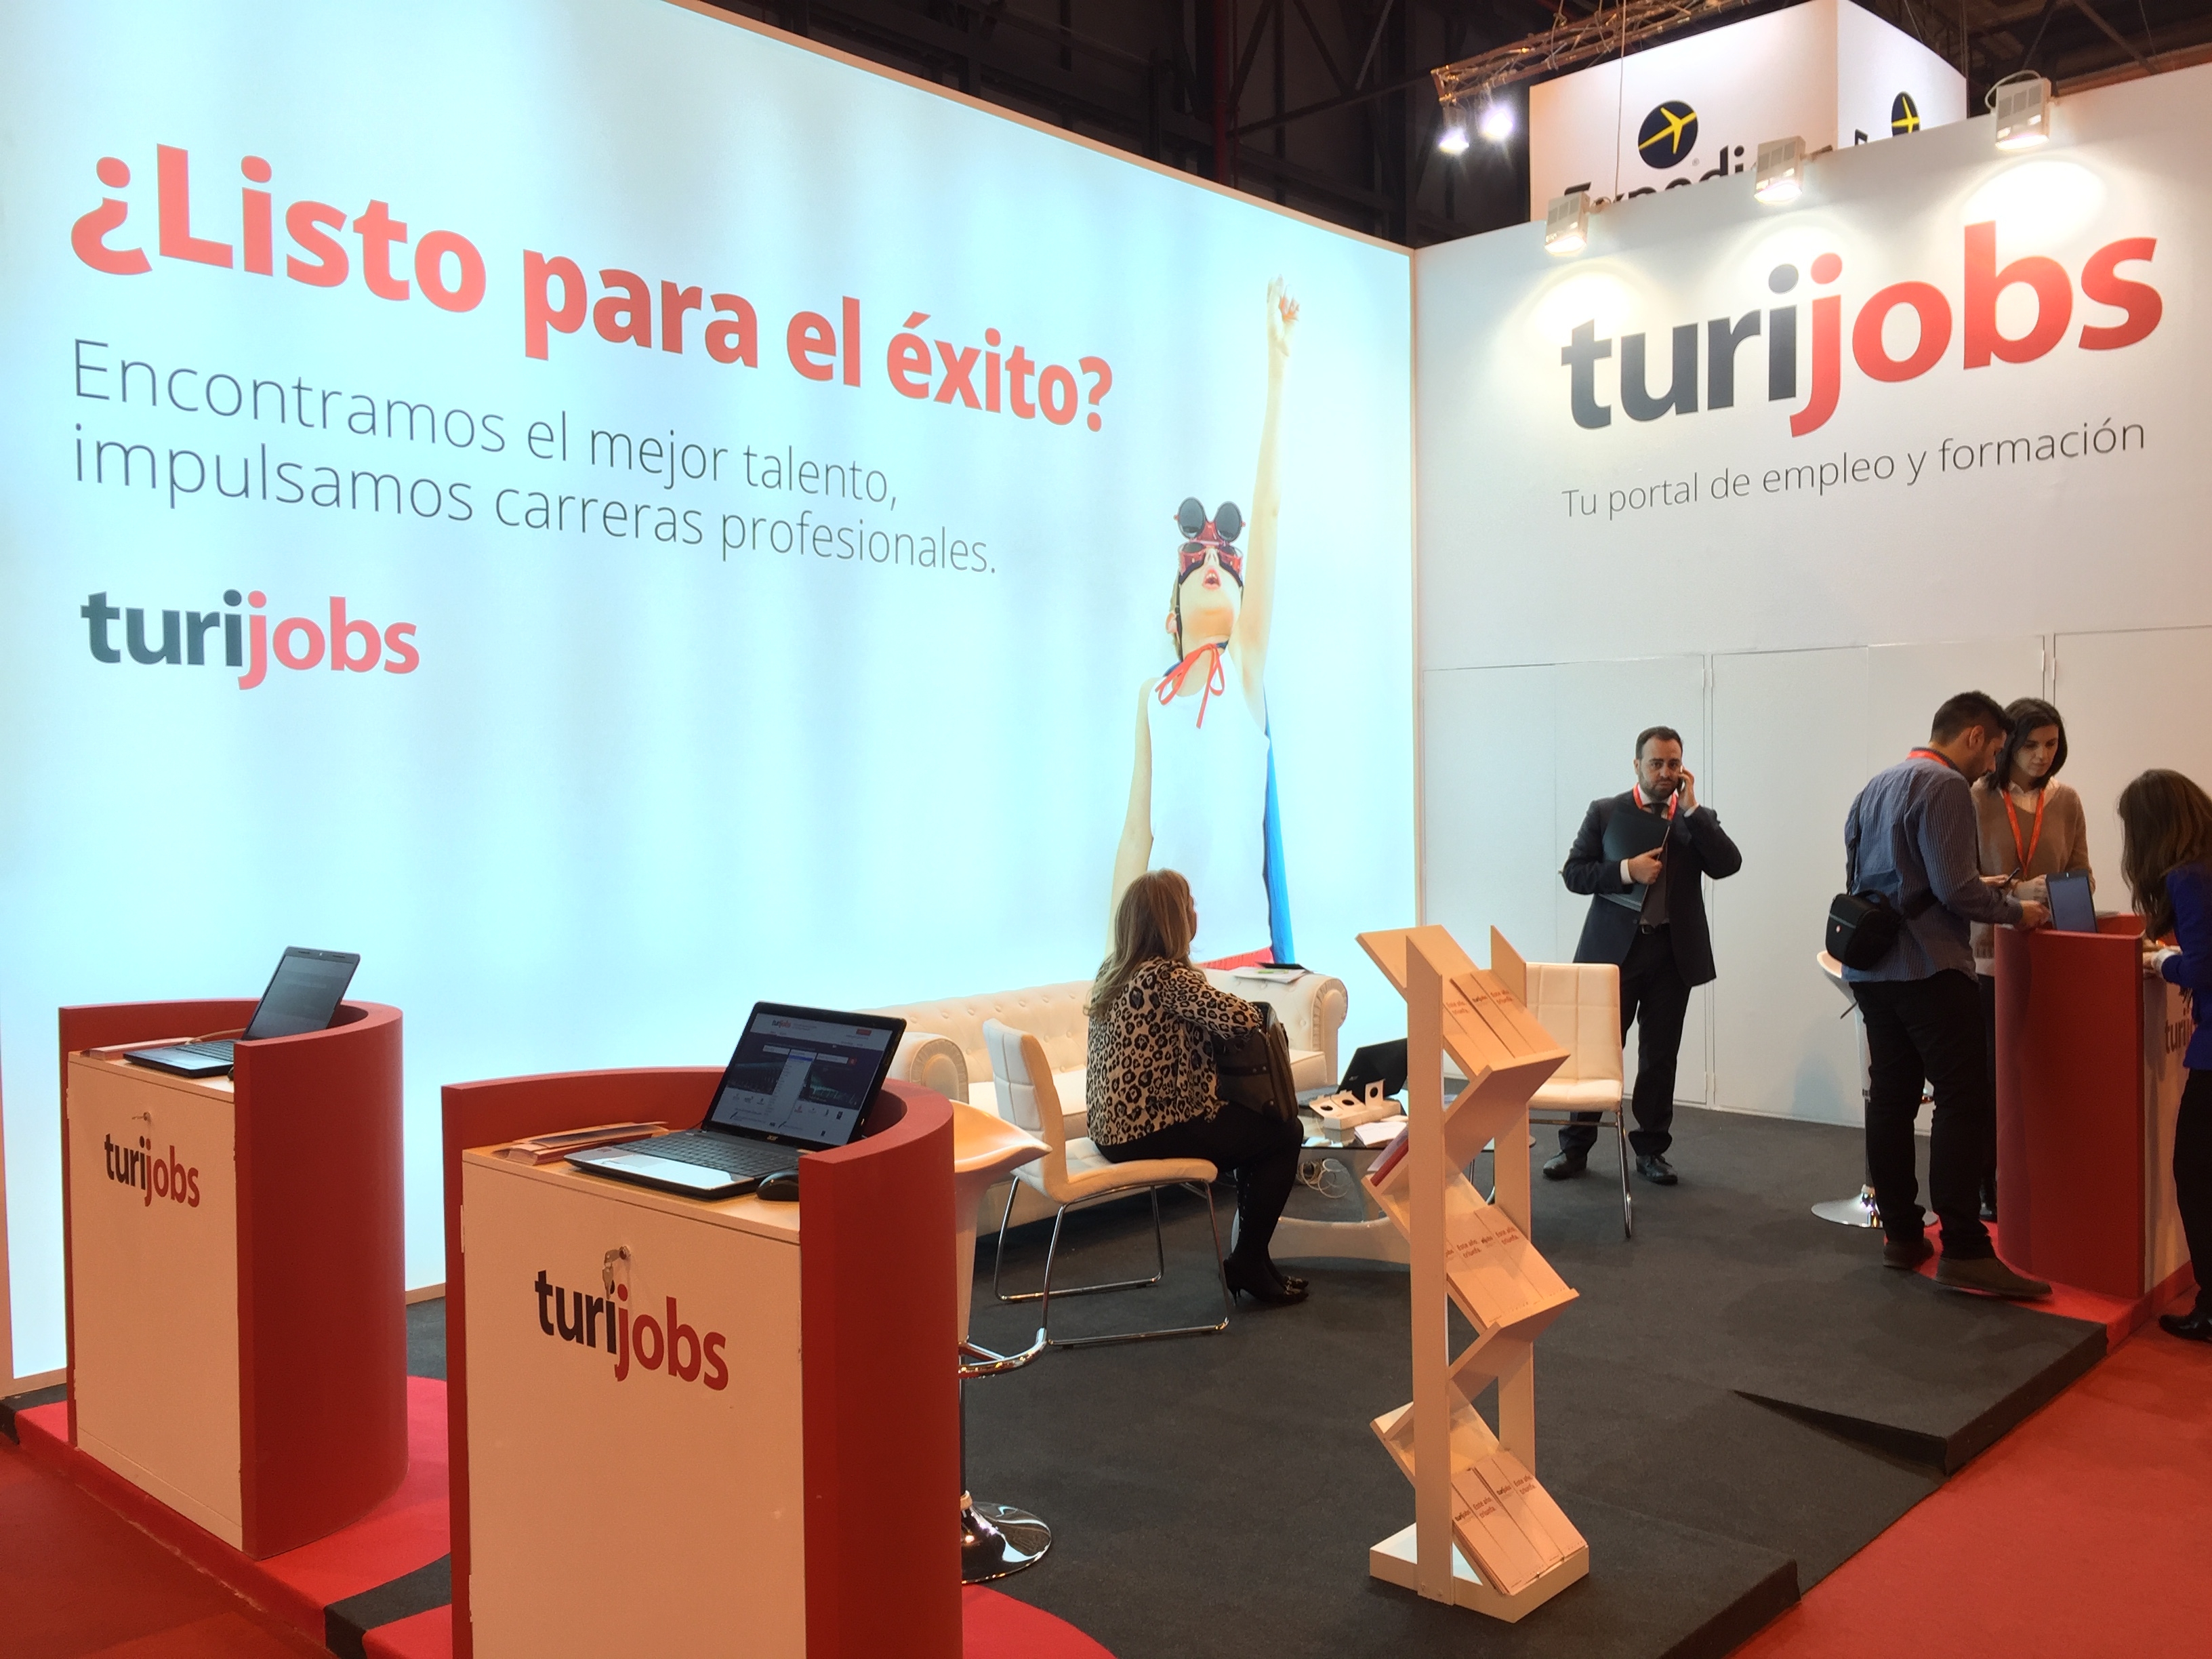 ¿Listo para el éxito?
Encontramos el mejor talento,
impulsamos carreras profesionales.
turijobs
Expedi
turijobs
Tu portal de empleo y formación
turijobs
turijobs